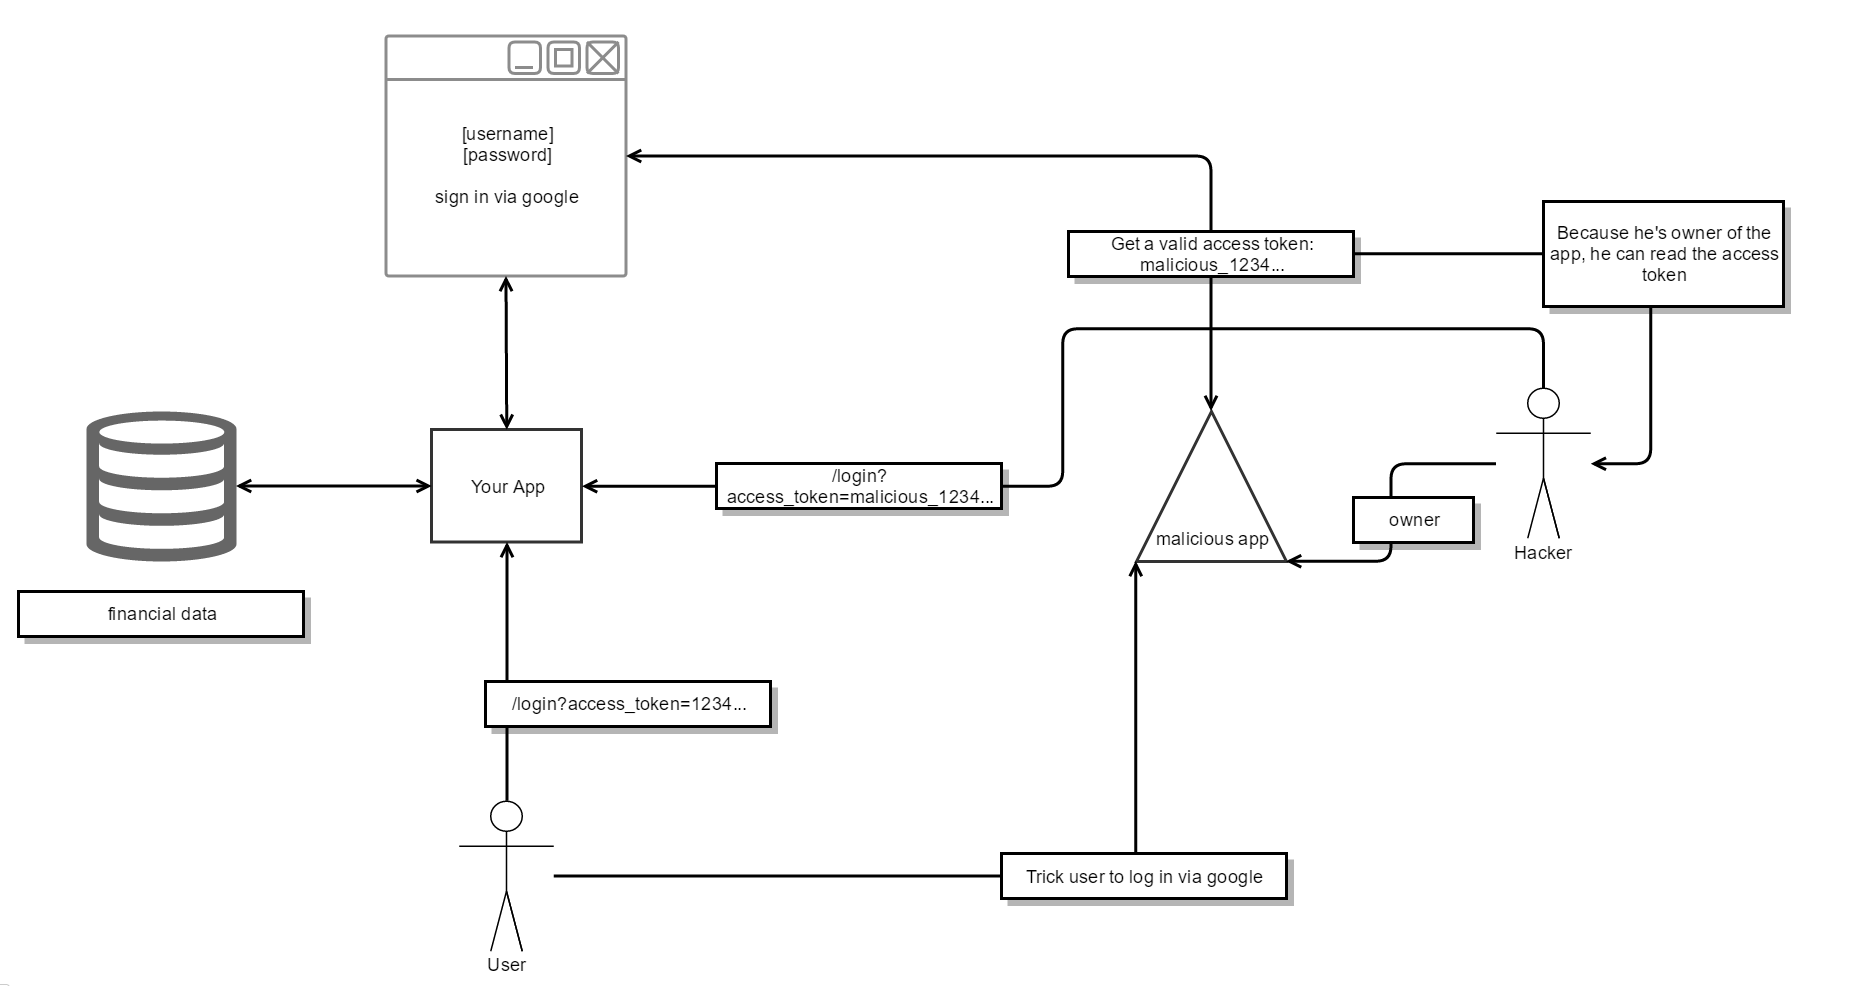 [username]
[password]
sign in via google
Get a valid access token:
malicious_1234...
Because he's owner of the
app, he can read the access
token
Your App
/login?
access_token=malicious_1234...
malicious app
owner
Hacker
financial data
/login?access_token=1234...
Trick user to log in via google
User